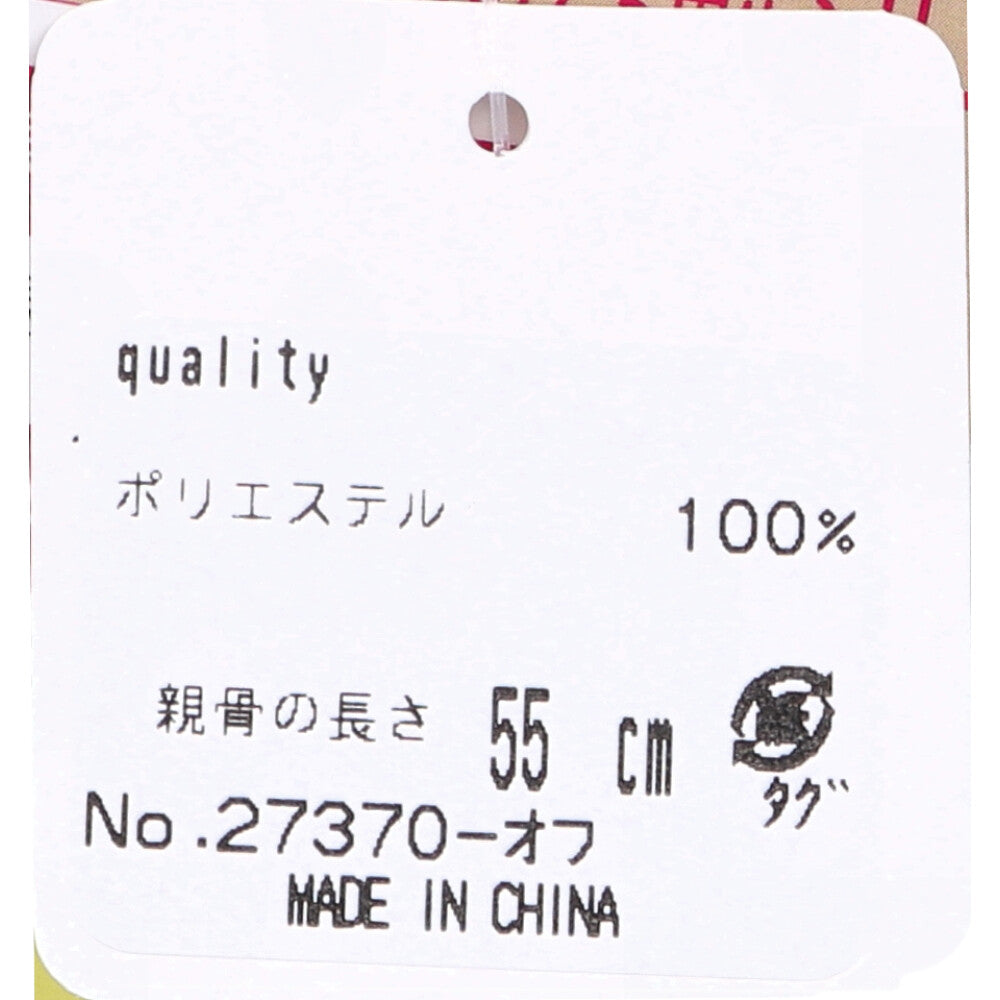 quality
ポリエステル 100%
親骨の長さ 55 cm
タグ
No.27370-オフ
MADE IN CHINA